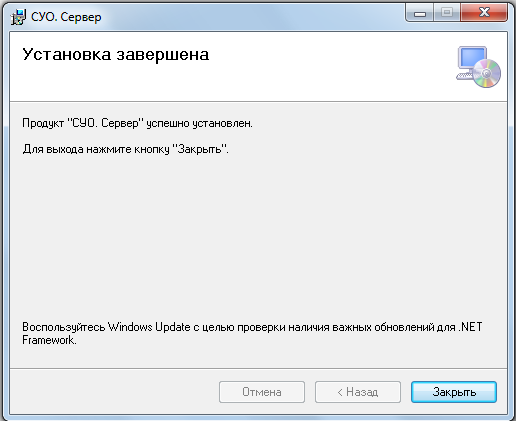 СУО. Сервер
Установка завершена
Продукт "СУО. Сервер" успешно установлен.
Для выхода нажмите кнопку "Закрыть".
Воспользуйтесь Windows Update с целью проверки наличия важных обновлений для .NET
Framework.
Отмена
< Назад
Закрыть